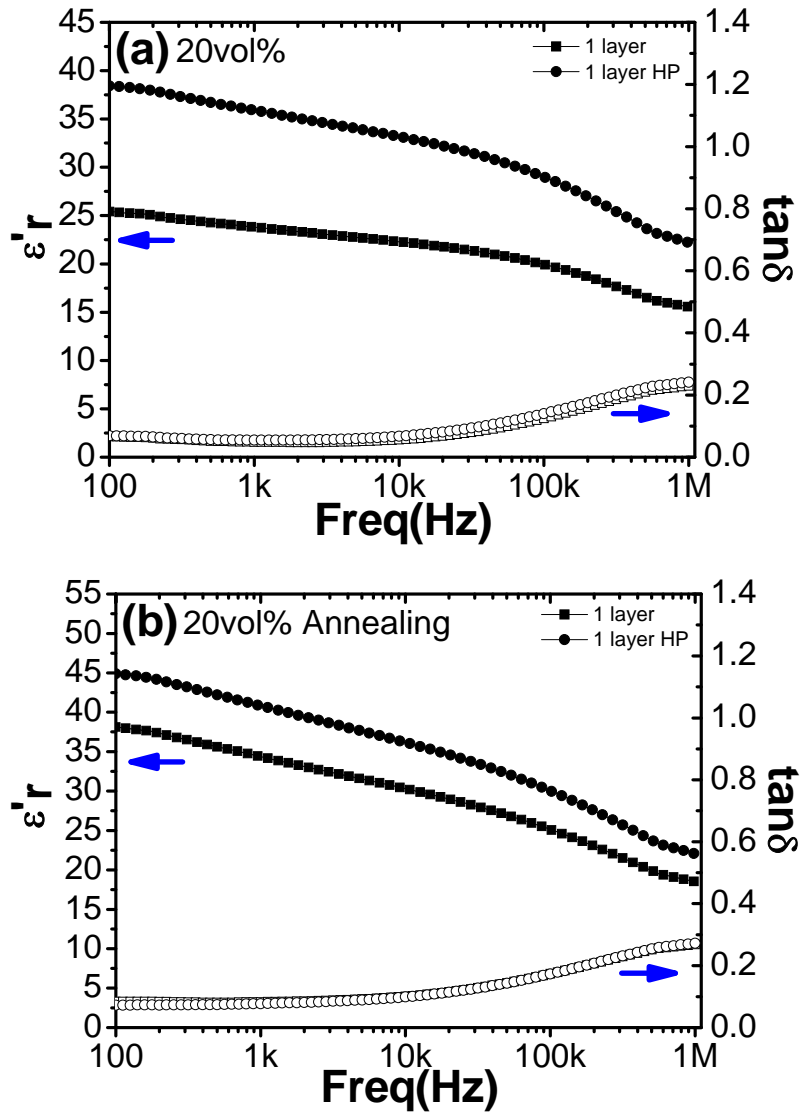 (a) 20vol%
1 layer
1 layer HP
45
40
35
30
25
20
15
10
5
0
ε'r
1.4
1.2
1.0
0.8
0.6
0.4
0.2
0.0
tanδ
100 1k 10k 100k 1M
Freq(Hz)
(b) 20vol% Annealing
1 layer
1 layer HP
55
50
45
40
35
30
25
20
15
10
5
0
ε'r
1.4
1.2
1.0
0.8
0.6
0.4
0.2
0.0
tanδ
100 1k 10k 100k 1M
Freq(Hz)